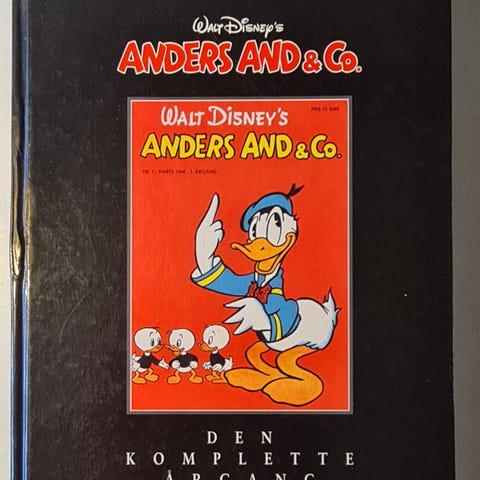 WALT DISNEY'S
ANDERS AND & CO.
WALT DISNEY'S
PRIS 75 ØRE
ANDERS AND & CO.
NR. 1. MARTS 1949 - 1. ÅRGANG
DEN
KOMPLETTE
ÅRGANG